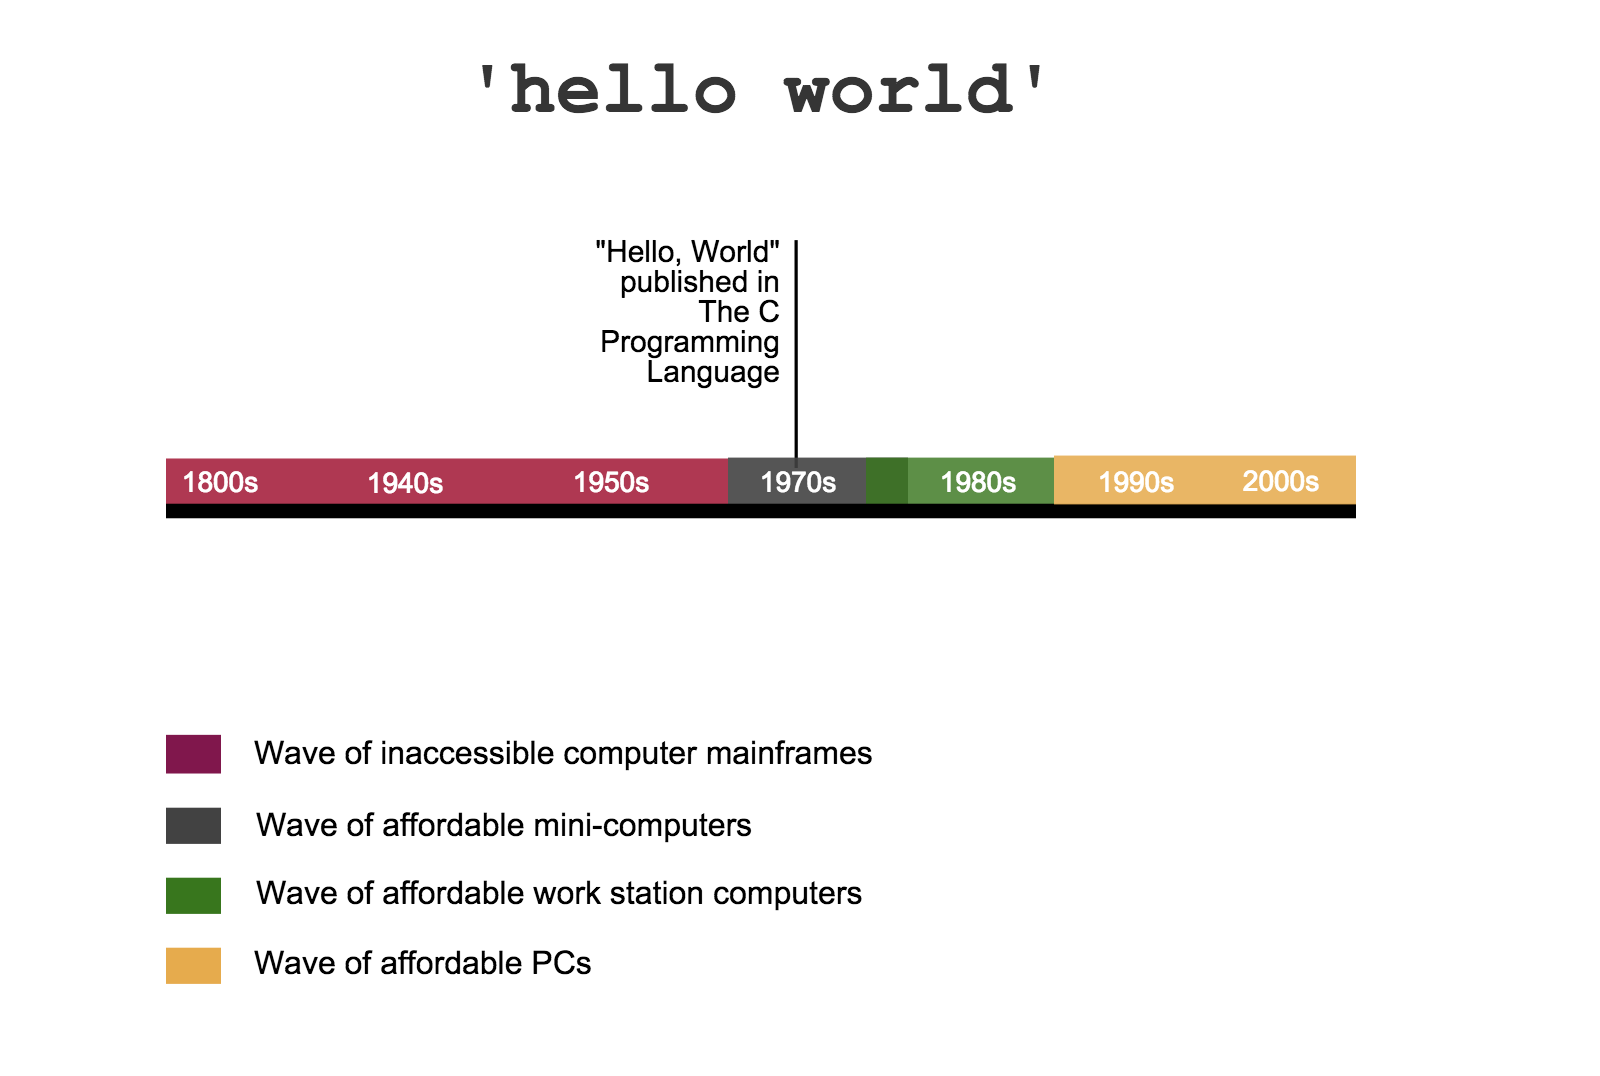 'hello world'
"Hello, World"
published in
The C
Programming
Language
1800s 1940s 1950s 1970s 1980s 1990s 2000s
Wave of inaccessible computer mainframes
Wave of affordable mini-computers
Wave of affordable work station computers
Wave of affordable PCs